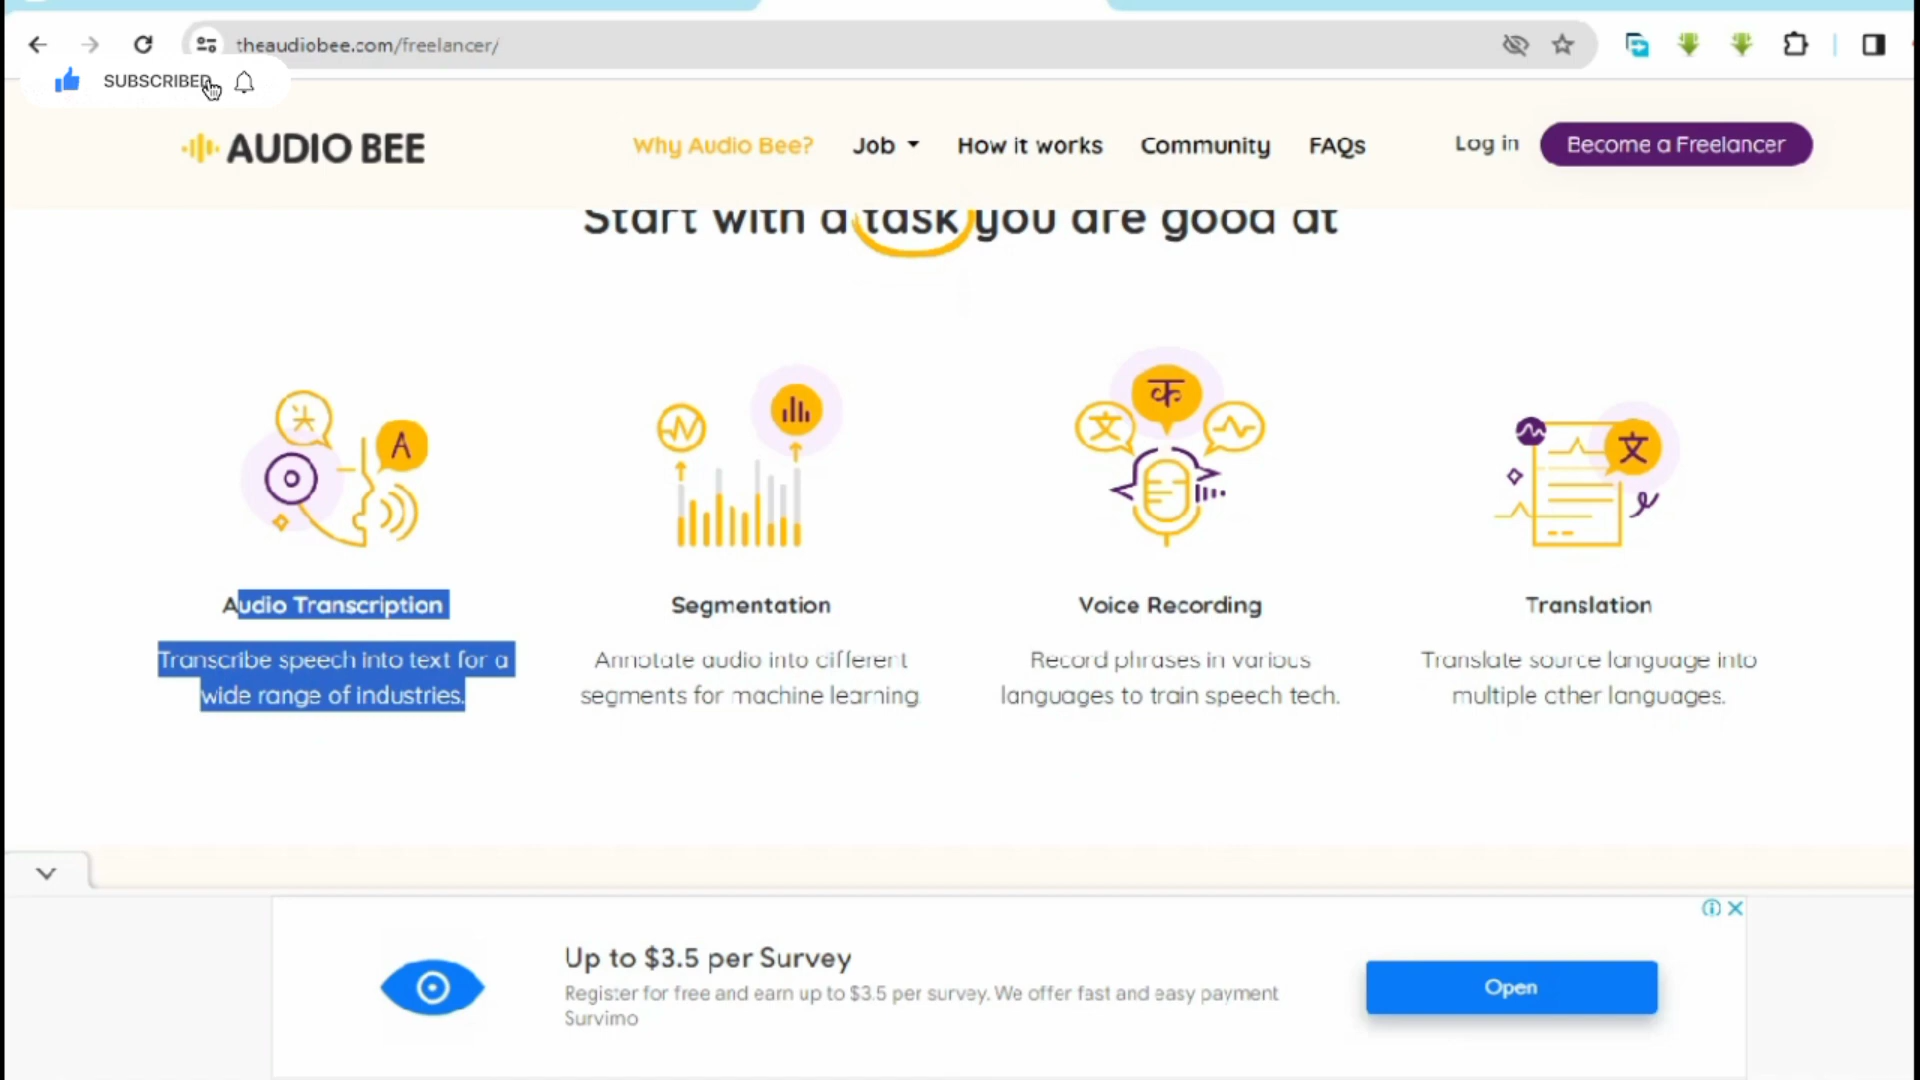 theaudiobee.com/freelancer/
SUBSCRIBED
AUDIO BEE
Why Audio Bee?
Job
How it works
Community
FAQs
Log in
Become a Freelancer
Start with a task you are good at
A
क
文
文
Audio Transcription
Transcribe speech into text for a
wide range of industries.
Segmentation
Annotate audio into different
segments for machine learning
Voice Recording
Record phrases in various
languages to train speech tech.
Translation
Translate source language into
multiple other languages.
Up to $3.5 per Survey
Register for free and earn up to $3.5 per survey. We offer fast and easy payment
Survimo
Open